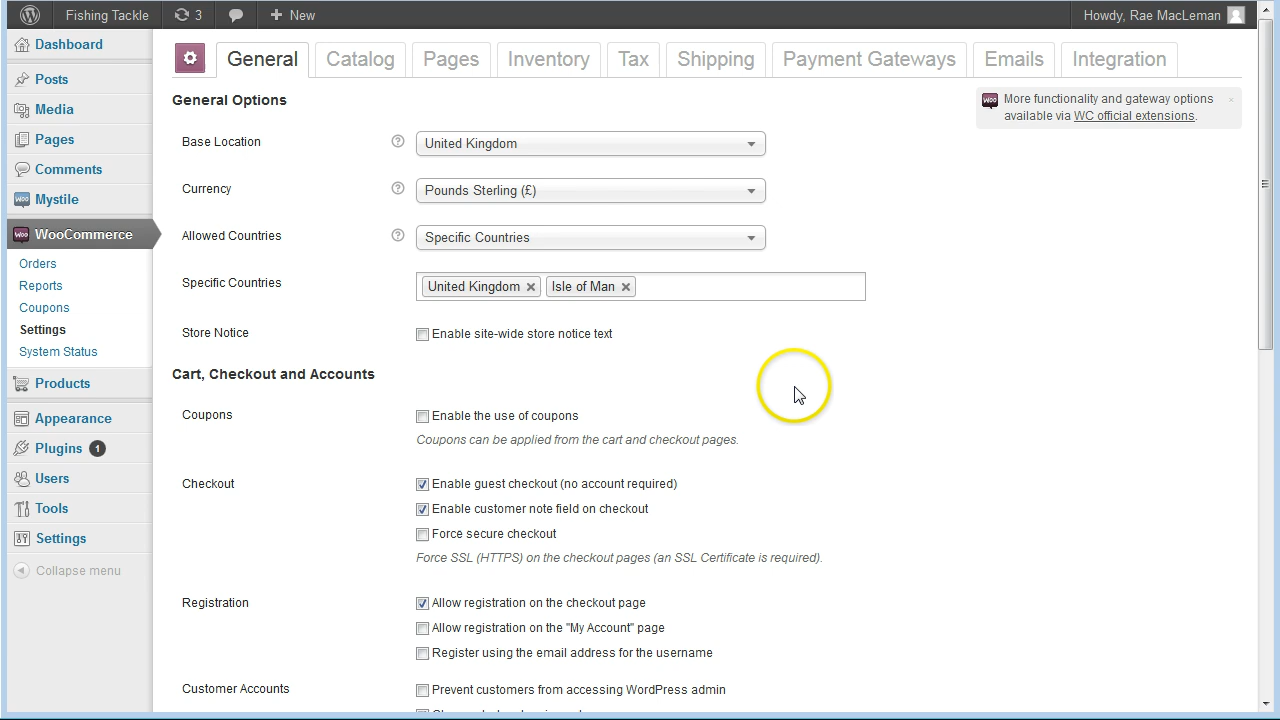 Fishing Tackle 3 + New Howdy, Rae MacLeman
Dashboard
Posts
Media
Pages
Comments
Mystile
WooCommerce
Orders
Reports
Coupons
Settings
System Status
Products
Appearance
Plugins 1
Users
Tools
Settings
Collapse menu
General Catalog Pages Inventory Tax Shipping Payment Gateways Emails Integration
More functionality and gateway options
available via WC official extensions.
General Options
Base Location ? United Kingdom
Currency ? Pounds Sterling (£)
Allowed Countries ? Specific Countries
Specific Countries United Kingdom × Isle of Man ×
Store Notice Enable site-wide store notice text
Cart, Checkout and Accounts
Coupons Enable the use of coupons
Coupons can be applied from the cart and checkout pages.
Checkout Enable guest checkout (no account required)
Enable customer note field on checkout
Force secure checkout
Force SSL (HTTPS) on the checkout pages (an SSL Certificate is required).
Registration Allow registration on the checkout page
Allow registration on the "My Account" page
Register using the email address for the username
Customer Accounts Prevent customers from accessing WordPress admin